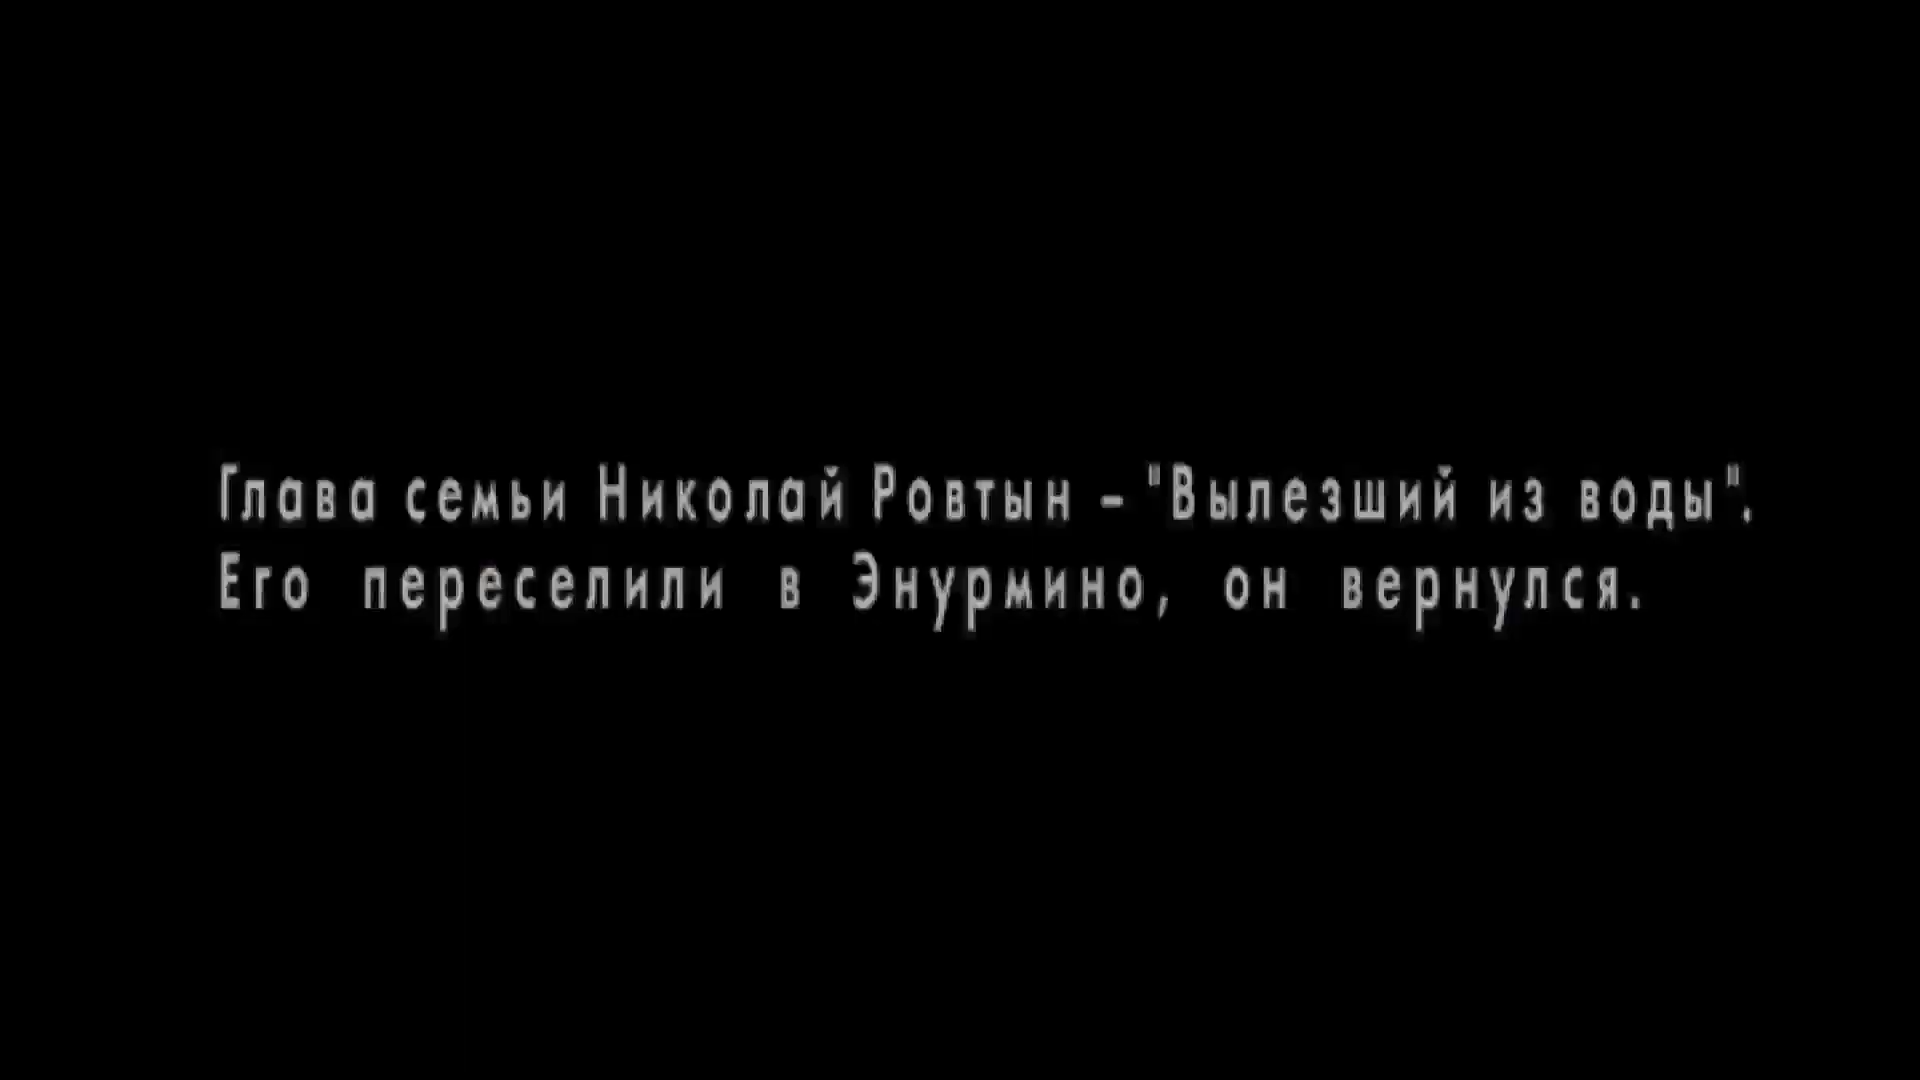 Глава семьи Николай Ровтын – "Вылезший из воды".
Его переселили в Энурмино, он вернулся.